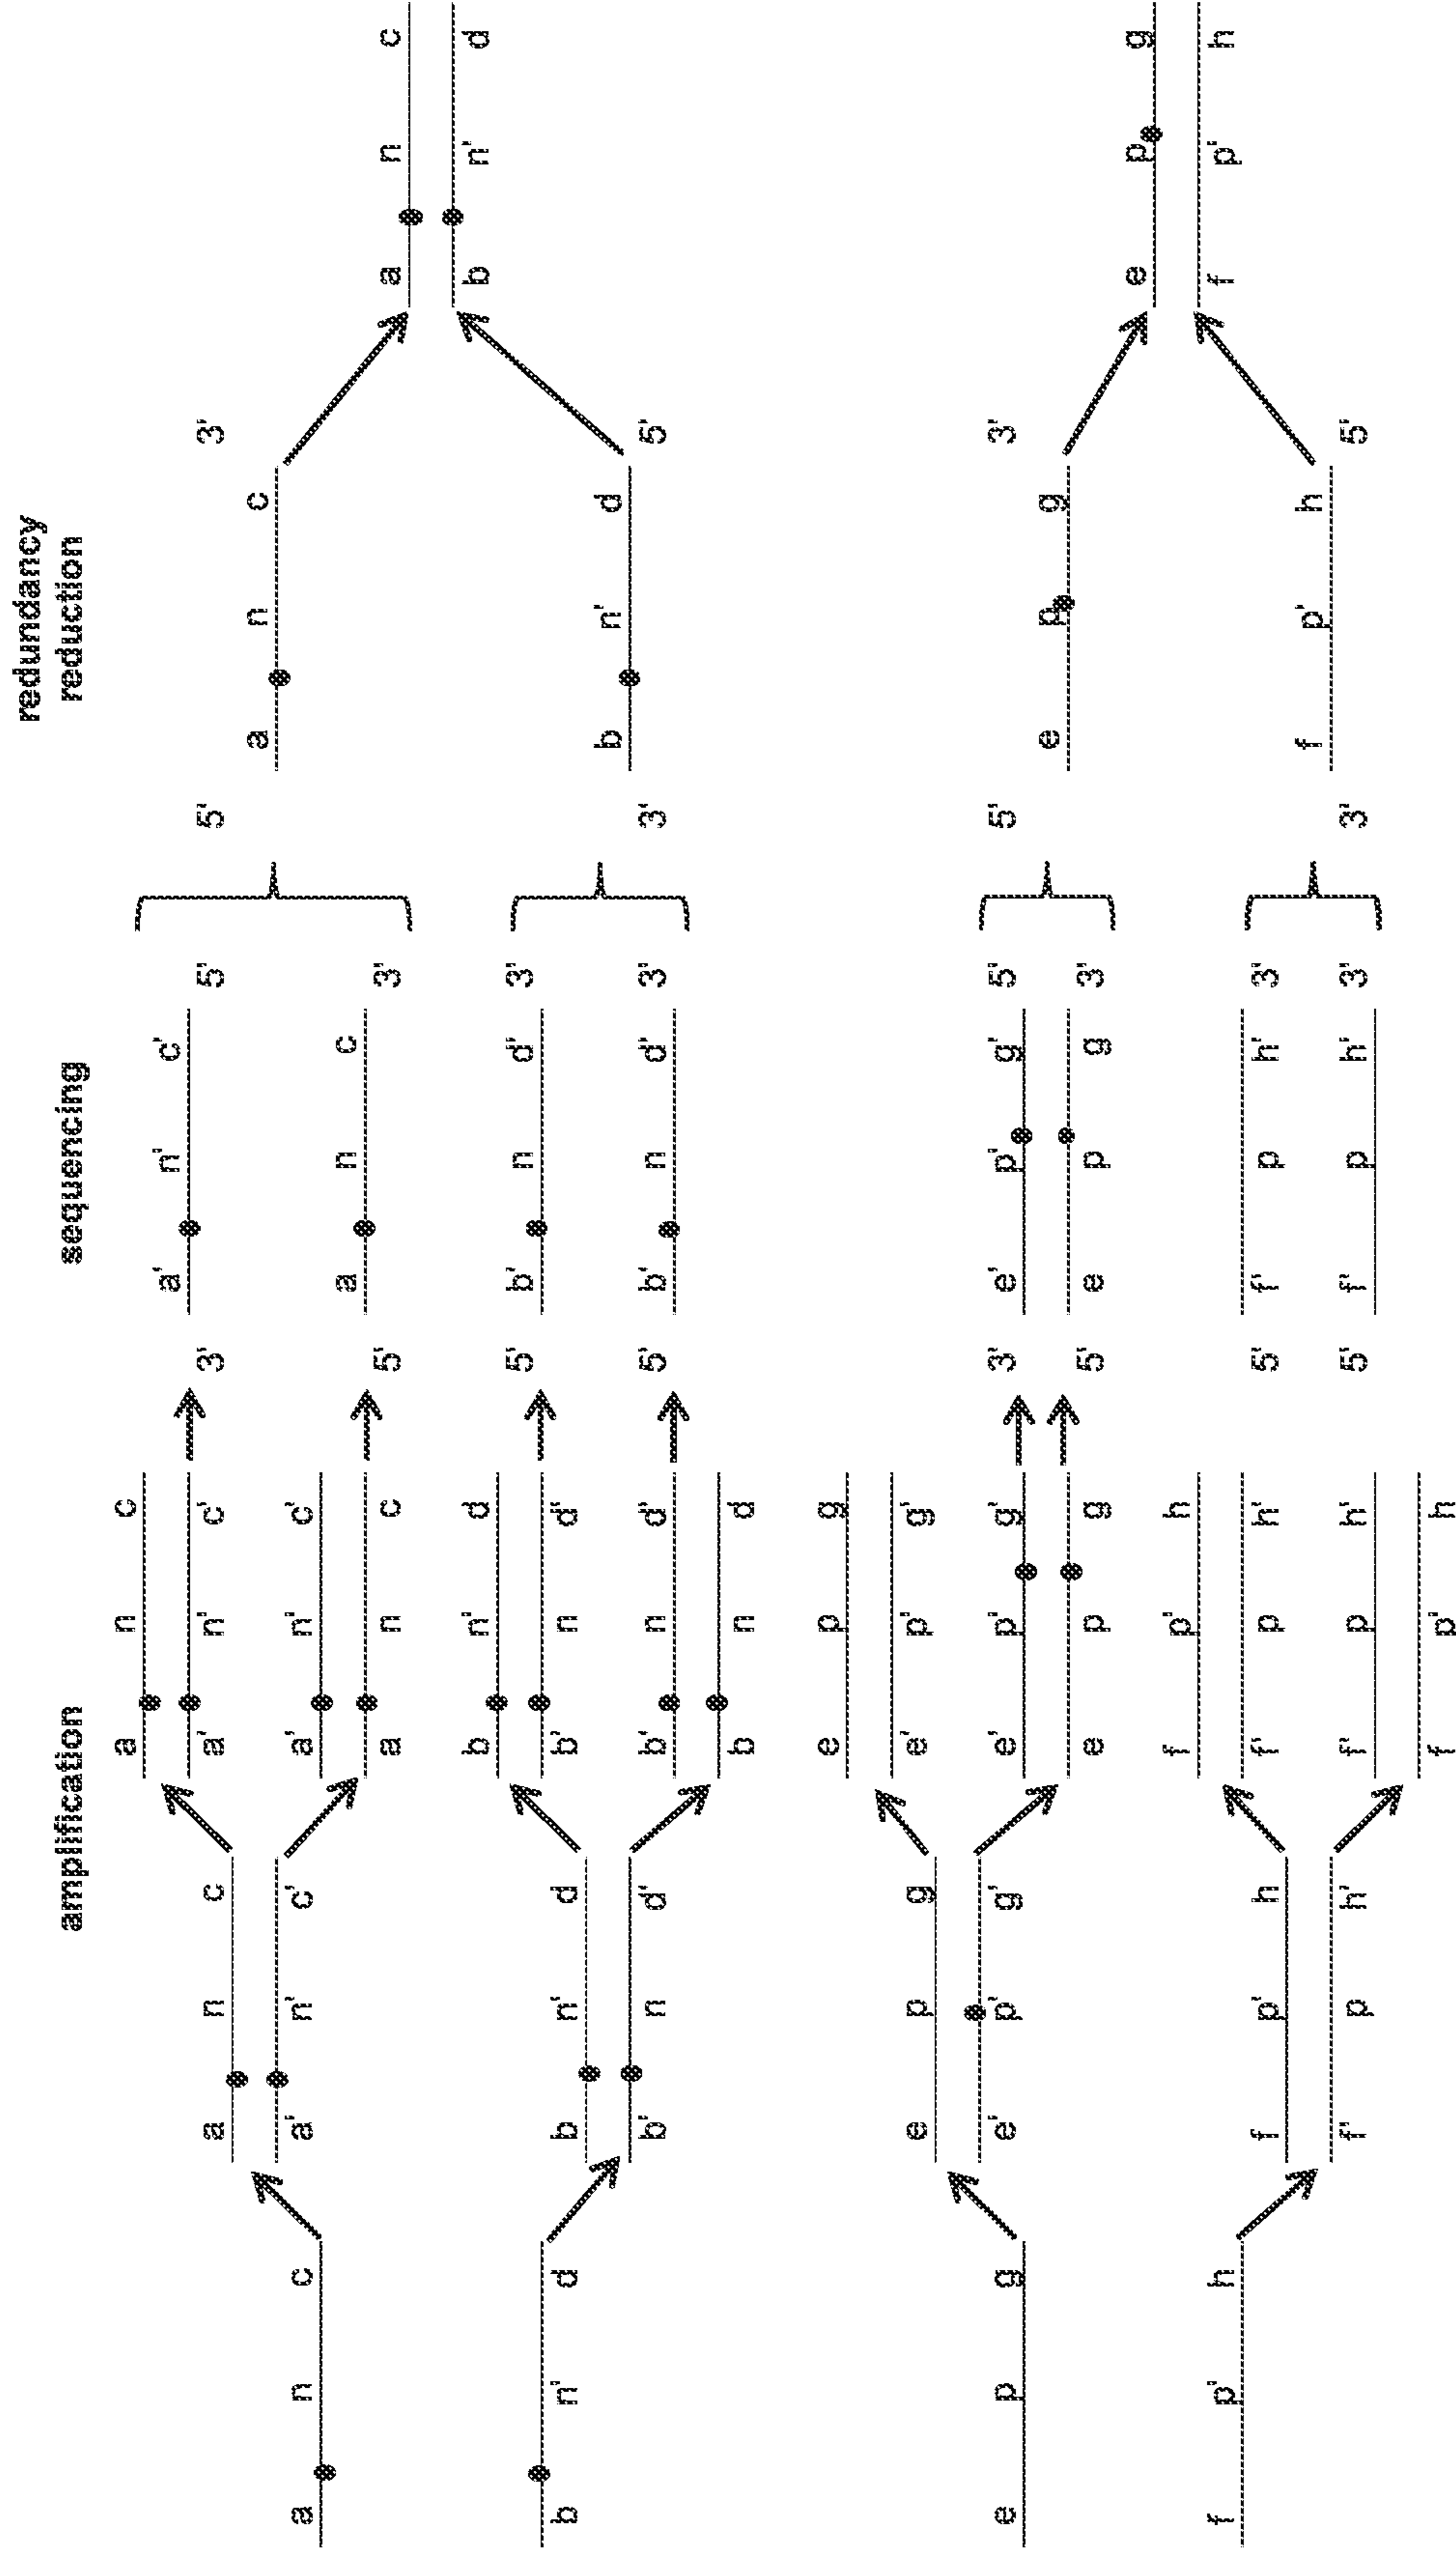 amplification
sequencing
redundancy
reduction
a n c
b n' d
e p g
f p' h
a n c
a' n' c'
b n' d
b' n d'
e p g
e' p' g'
f p' h
f' p h'
a n c
a' n' c'
a' n' c'
a n c
b n' d
b' n d'
b' n d'
b n d
e p g
e' p' g'
e' p' g'
e p g
f p' h
f' p h'
f' p h'
f p' h
a' n' c'
3' 5'
a n c
5' 3'
5' b' n d' 3'
5' b' n d' 3'
3' e' p' g' 5'
5' e p g 3'
5' f' p h' 3'
5' f' p h' 3'
5' 3'
a n c
b n' d
3' 5'
5' 3'
e p g
f p' h
3' 5'
a n c
b n' d
e p g
f p' h